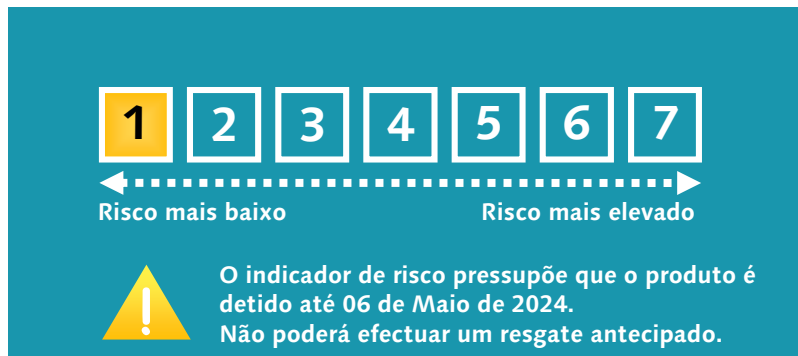 1 2 3 4 5 6 7
Risco mais baixo Risco mais elevado
O indicador de risco pressupõe que o produto é
detido até 06 de Maio de 2024.
Não poderá efectuar um resgate antecipado.